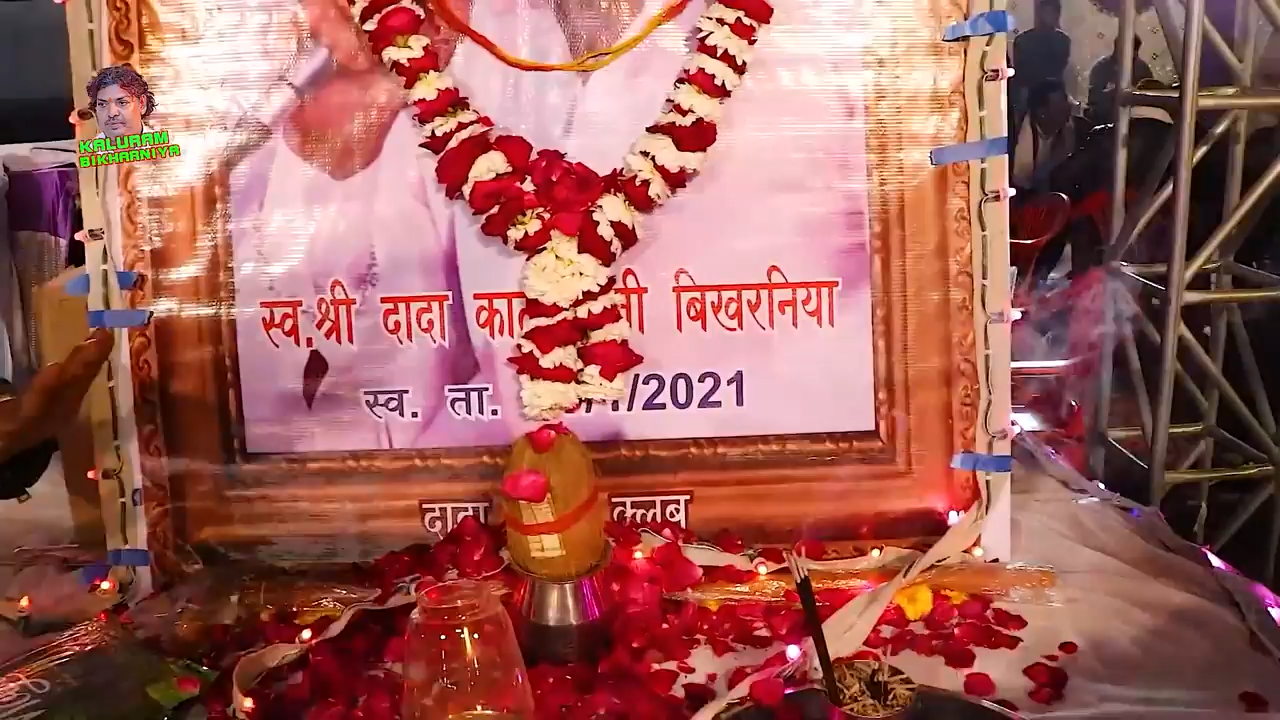 KALURAM
BIKHARNIYA
स्व.श्री दादा बिखरनिया
स्व. ता. /2021
दादा क्लब